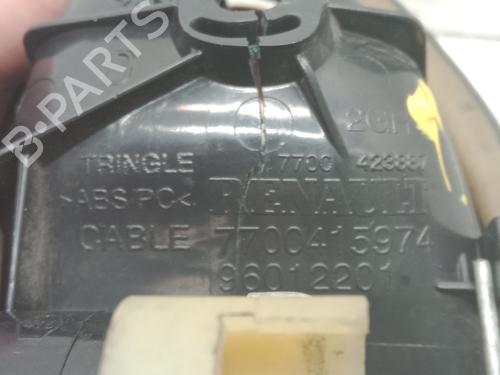 B-PARTS
TRINGLE 7700 423887
>ABS/PC< RENAULT
CABLE 7700415974
96012201